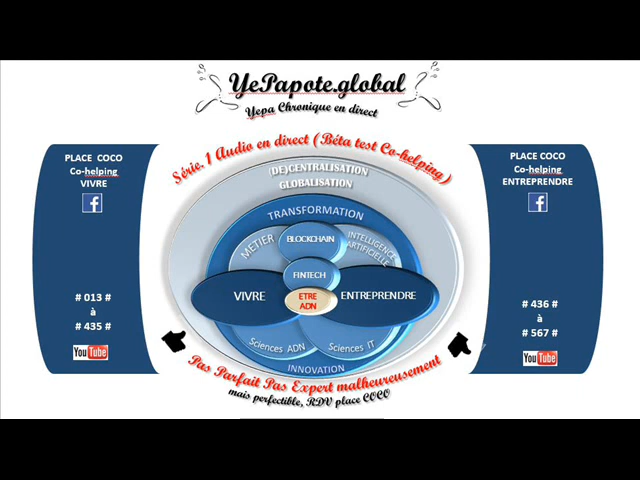 YePapote.global
Yepa Chronique en direct
Série, 1 Audio en direct (Béta test Co-helping)
PLACE COCO
Co-helping
VIVRE
f
# 013 #
à
# 435 #
YouTube
(DE)CENTRALISATION
GLOBALISATION
TRANSFORMATION
METIER
BLOCKCHAIN
INTELLIGENCE
ARTIFICIELLE
FINTECH
VIVRE
ETRE
ADN
ENTREPRENDRE
Sciences ADN
Sciences IT
INNOVATION
PLACE COCO
Co-helping
ENTREPRENDRE
f
# 436 #
à
# 567 #
YouTube
Pas Parfait Pas Expert malheureusement
mais perfectible, RDV place COCO